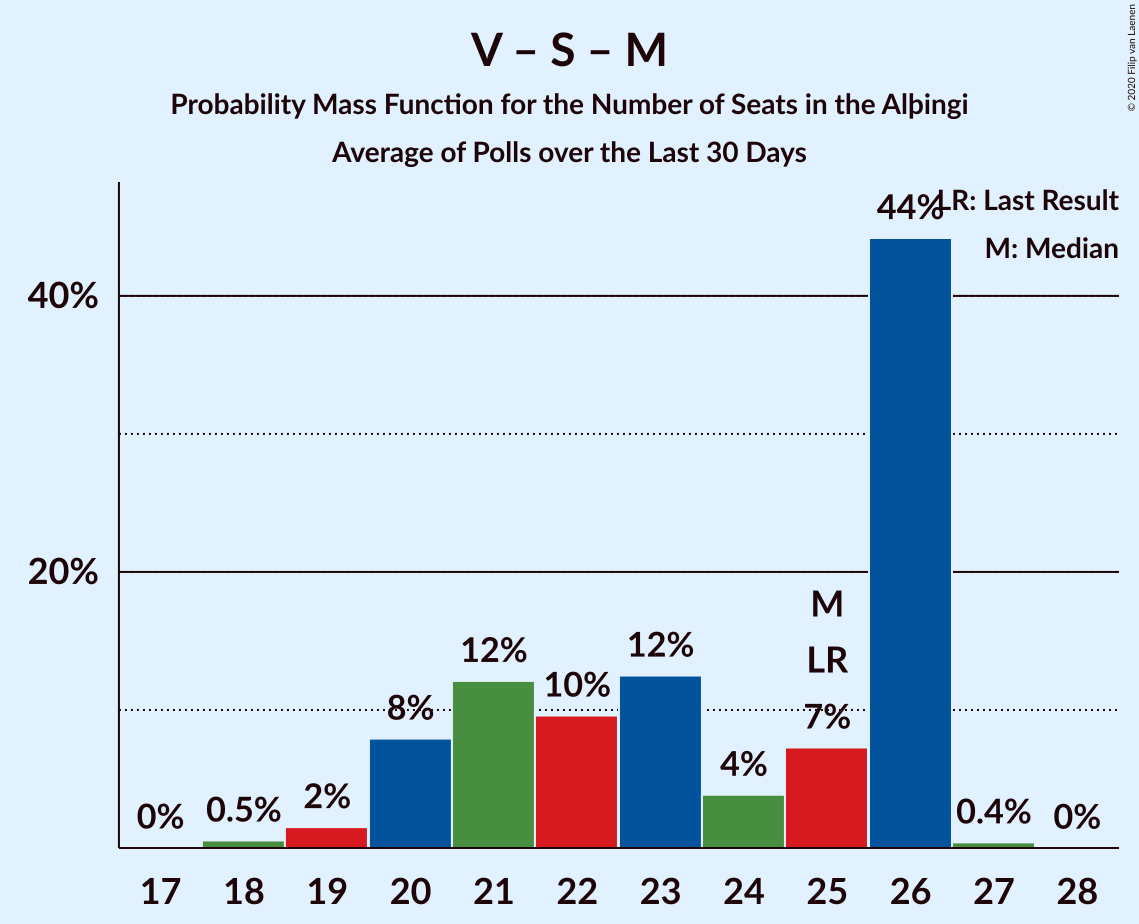 V – S – M
Probability Mass Function for the Number of Seats in the Alþingi
Average of Polls over the Last 30 Days
© 2020 Filip van Laenen
LR: Last Result
M: Median
40%
20%
0%
0.5%
2%
8%
12%
10%
12%
4%
M
LR
7%
44%
0.4%
0%
17 18 19 20 21 22 23 24 25 26 27 28